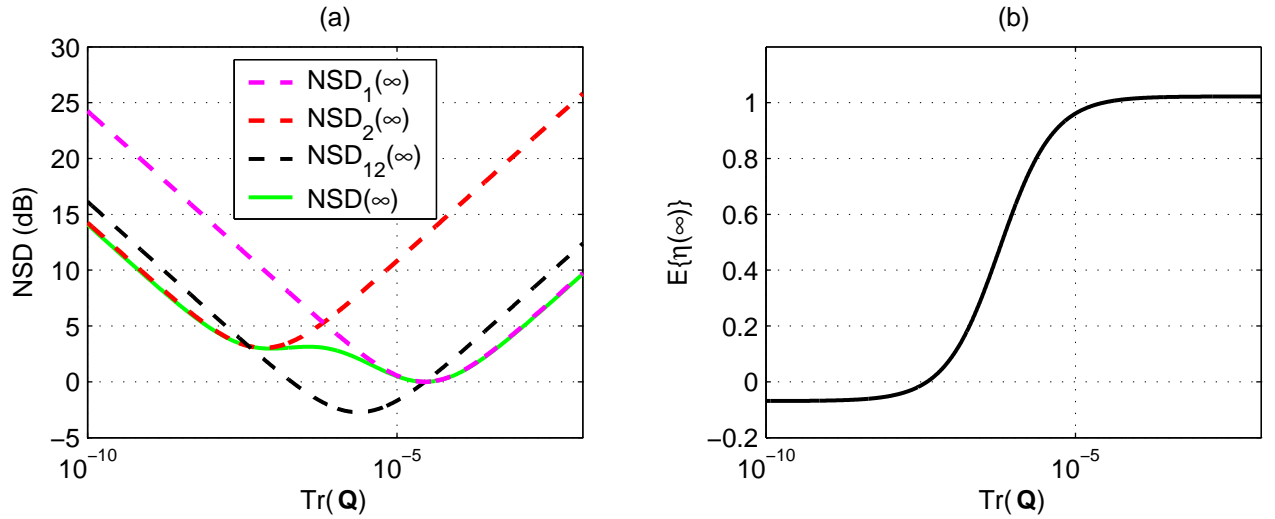 (a)
30
25
20
15
10
5
0
−5
NSD (dB)
NSD₁(∞)
NSD₂(∞)
NSD₁₂(∞)
NSD(∞)
10⁻¹⁰
10⁻⁵
Tr( Q)
(b)
1
0.8
0.6
0.4
0.2
0
−0.2
E{η(∞)}
10⁻¹⁰
10⁻⁵
Tr( Q)